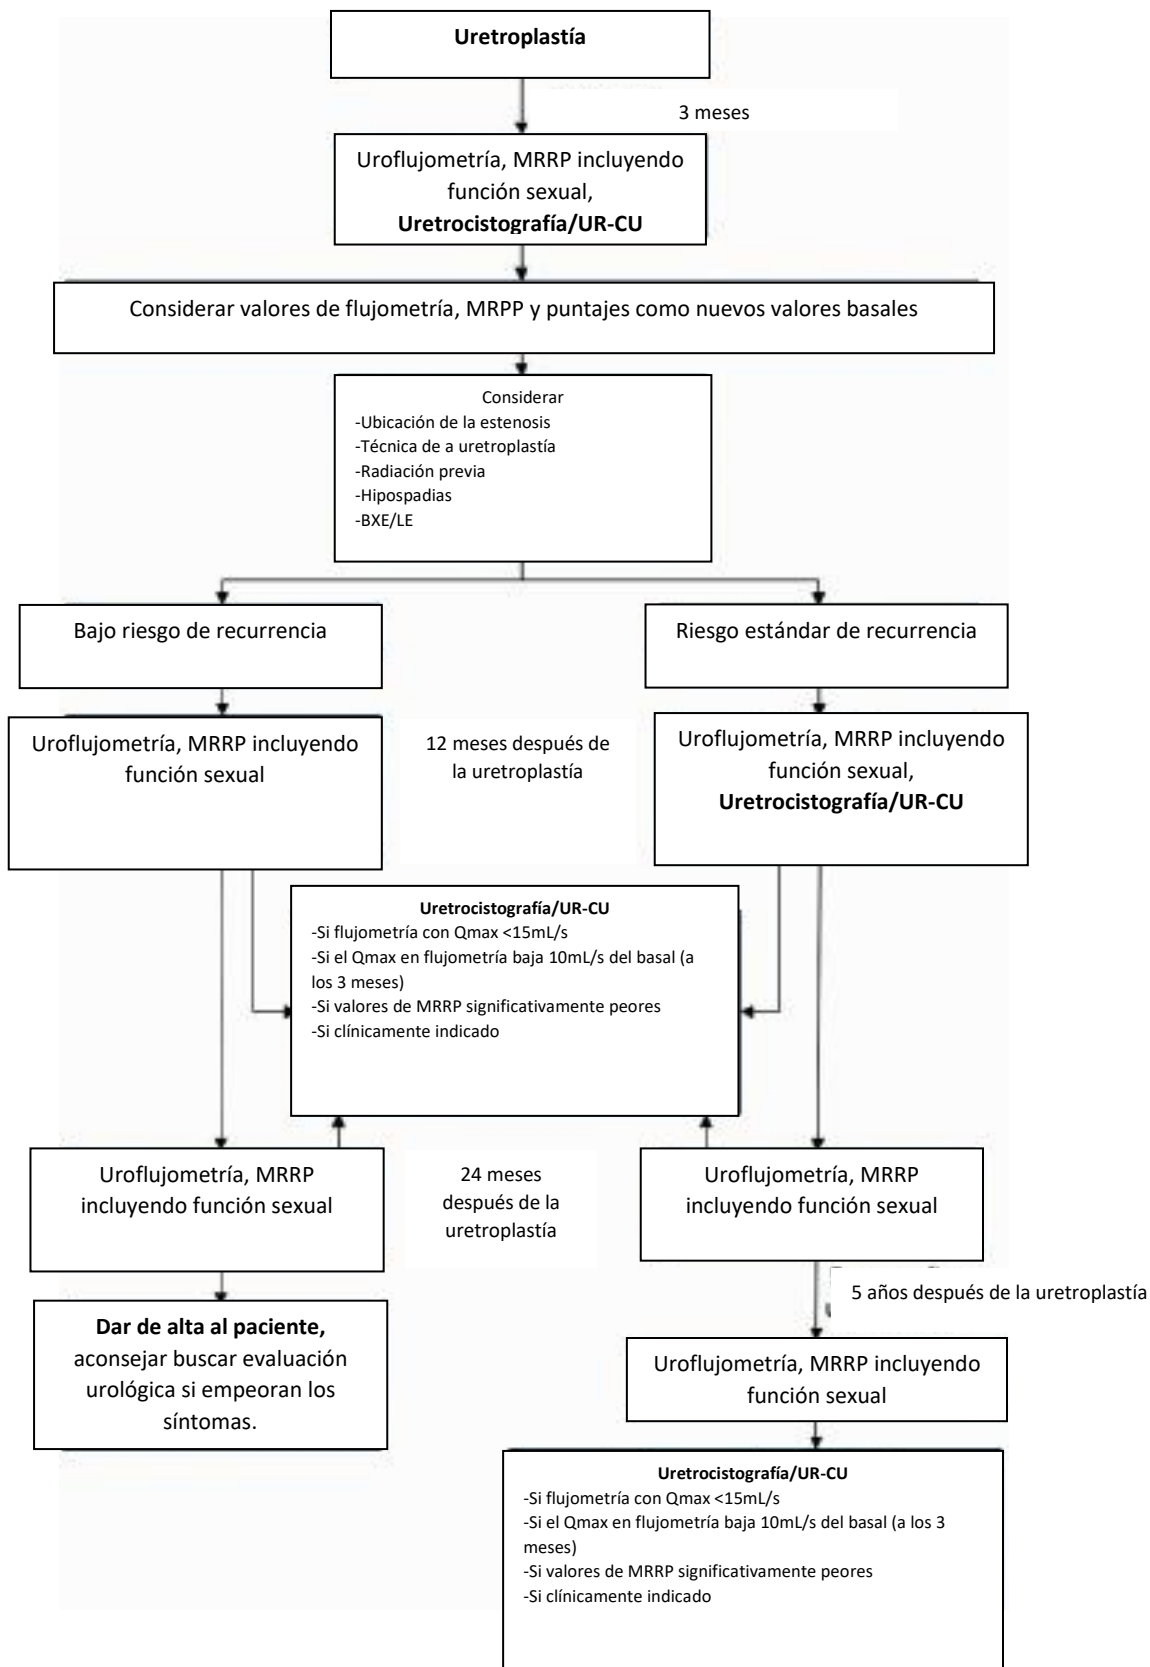 Uretroplastía
3 meses
Uroflujometría, MRRP incluyendo
función sexual,
Uretrocistografía/UR-CU
Considerar valores de flujometría, MRPP y puntajes como nuevos valores basales
Considerar
-Ubicación de la estenosis
-Técnica de a uretroplastía
-Radiación previa
-Hipospadias
-BXE/LE
Bajo riesgo de recurrencia
Riesgo estándar de recurrencia
Uroflujometría, MRRP incluyendo
función sexual
12 meses después de
la uretroplastía
Uroflujometría, MRRP incluyendo
función sexual,
Uretrocistografía/UR-CU
Uretrocistografía/UR-CU
-Si flujometría con Qmax <15mL/s
-Si el Qmax en flujometría baja 10mL/s del basal (a
los 3 meses)
-Si valores de MRRP significativamente peores
-Si clínicamente indicado
Uroflujometría, MRRP
incluyendo función sexual
24 meses
después de la
uretroplastía
Uroflujometría, MRRP
incluyendo función sexual
5 años después de la uretroplastía
Dar de alta al paciente,
aconsejar buscar evaluación
urológica si empeoran los
síntomas.
Uroflujometría, MRRP incluyendo
función sexual
Uretrocistografía/UR-CU
-Si flujometría con Qmax <15mL/s
-Si el Qmax en flujometría baja 10mL/s del basal (a los 3
meses)
-Si valores de MRRP significativamente peores
-Si clínicamente indicado